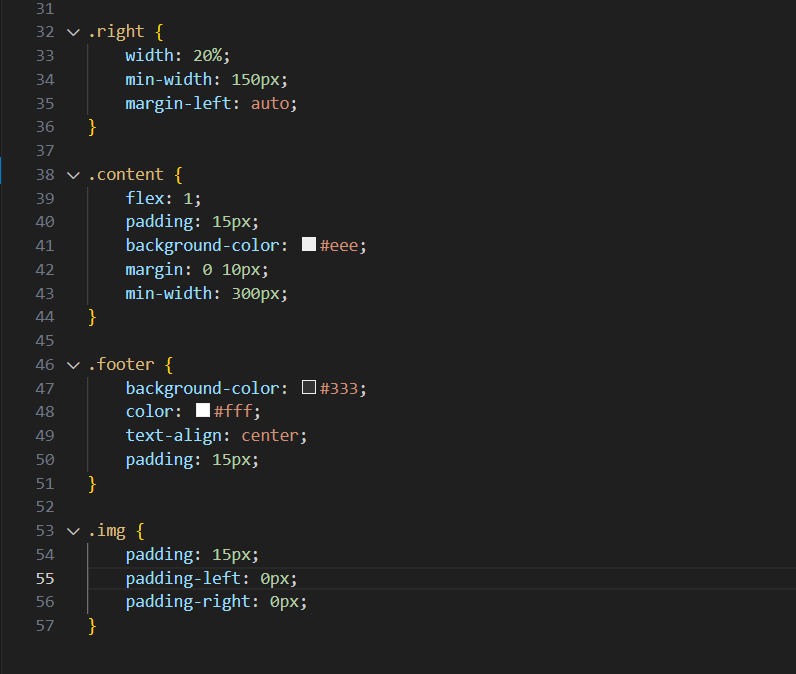 31
32 .right {
33 width: 20%;
34 min-width: 150px;
35 margin-left: auto;
36 }
37
38 .content {
39 flex: 1;
40 padding: 15px;
41 background-color: #eee;
42 margin: 0 10px;
43 min-width: 300px;
44 }
45
46 .footer {
47 background-color: #333;
48 color: #fff;
49 text-align: center;
50 padding: 15px;
51 }
52
53 .img {
54 padding: 15px;
55 padding-left: 0px;
56 padding-right: 0px;
57 }